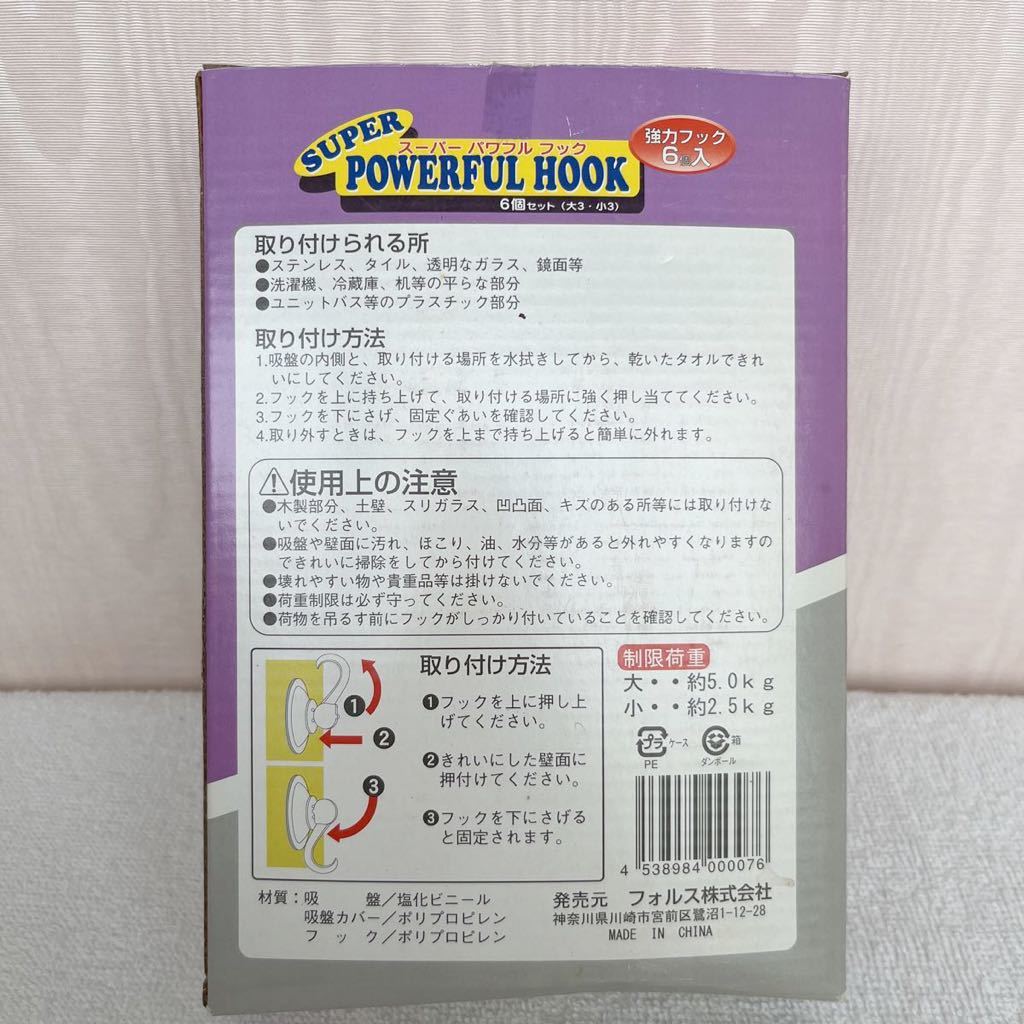 SUPER
スーパー パワフル フック
POWERFUL HOOK
6個セット（大3・小3）
強力フック
6個入
取り付けられる所
●ステンレス、タイル、透明なガラス、鏡面等
●洗濯機、冷蔵庫、机等の平らな部分
●ユニットバス等のプラスチック部分
取り付け方法
1.吸盤の内側と、取り付ける場所を水拭きしてから、乾いたタオルできれ
いにしてください。
2.フックを上に持ち上げて、取り付ける場所に強く押し当ててください。
3.フックを下にさげ、固定ぐあいを確認してください。
4.取り外すときは、フックを上まで持ち上げると簡単に外れます。
⚠使用上の注意
●木製部分、土壁、スリガラス、凹凸面、キズのある所等には取り付けな
いでください。
●吸盤や壁面に汚れ、ほこり、油、水分等があると外れやすくなりますの
できれいに掃除をしてから付けてください。
●壊れやすい物や貴重品等は掛けないでください。
●荷重制限は必ず守ってください。
●荷物を吊るす前にフックがしっかり付いていることを確認してください。
取り付け方法
❶フックを上に押し上
げてください。
❷きれいにした壁面に
押付けてください。
❸フックを下にさげる
と固定されます。
❶
❷
❸
制限荷重
大・・約5.0kg
小・・約2.5kg
プラ ケース
PE
箱
ダンボール
4 538984 000076
材質：吸　　盤／塩化ビニール
吸盤カバー／ポリプロピレン
フ　ッ　ク／ポリプロピレン
発売元 フォルス株式会社
神奈川県川崎市宮前区鷺沼1-12-28
MADE IN CHINA